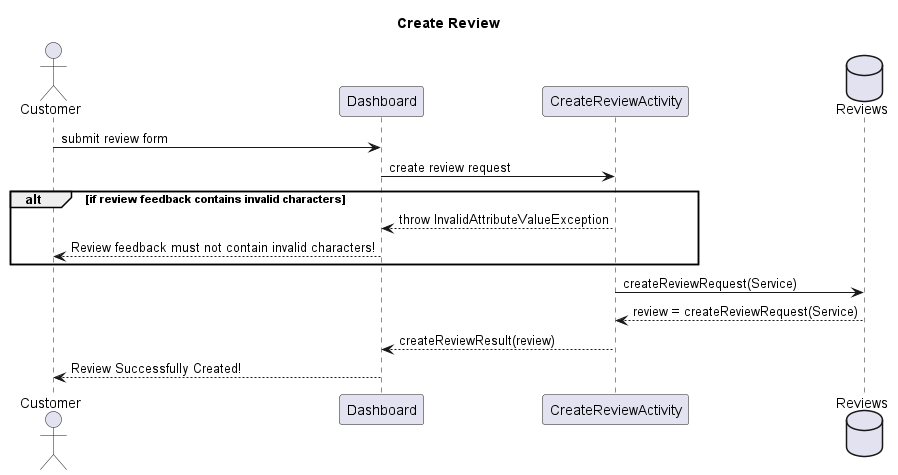 Create Review
Customer
Dashboard
CreateReviewActivity
Reviews
submit review form
create review request
alt [if review feedback contains invalid characters]
throw InvalidAttributeValueException
Review feedback must not contain invalid characters!
createReviewRequest(Service)
review = createReviewRequest(Service)
createReviewResult(review)
Review Successfully Created!
Customer
Dashboard
CreateReviewActivity
Reviews